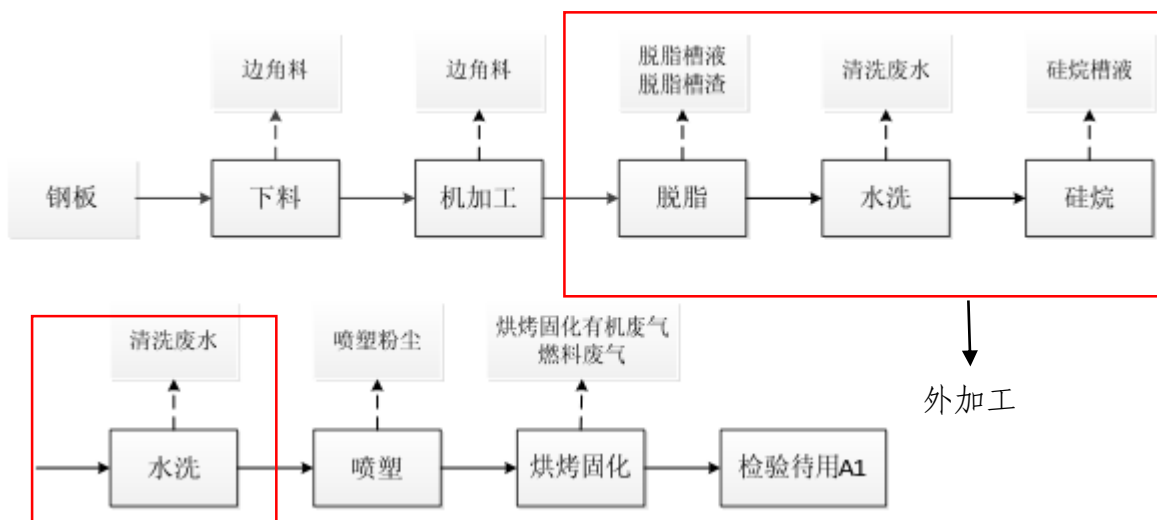 边角料
边角料
脱脂槽液
脱脂槽渣
清洗废水
硅烷槽液
钢板
下料
机加工
脱脂
水洗
硅烷
清洗废水
喷塑粉尘
烘烤固化有机废气
燃料废气
外加工
水洗
喷塑
烘烤固化
检验待用A1